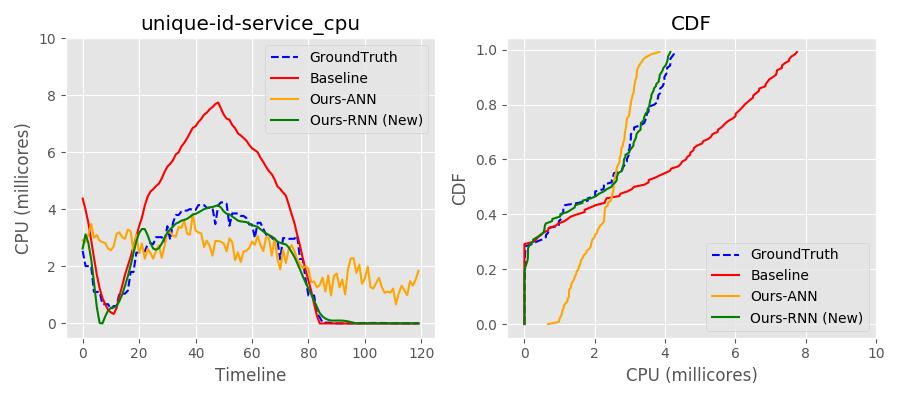 unique-id-service_cpu
CPU (millicores)
10
8
6
4
2
0
0 20 40 60 80 100 120
Timeline
GroundTruth
Baseline
Ours-ANN
Ours-RNN (New)
CDF
CDF
1.0
0.8
0.6
0.4
0.2
0.0
0 2 4 6 8 10
CPU (millicores)
GroundTruth
Baseline
Ours-ANN
Ours-RNN (New)